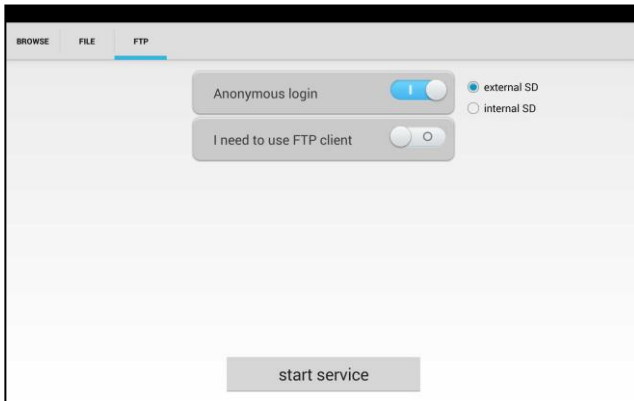 BROWSE FILE FTP
Anonymous login
external SD
internal SD
I need to use FTP client
start service